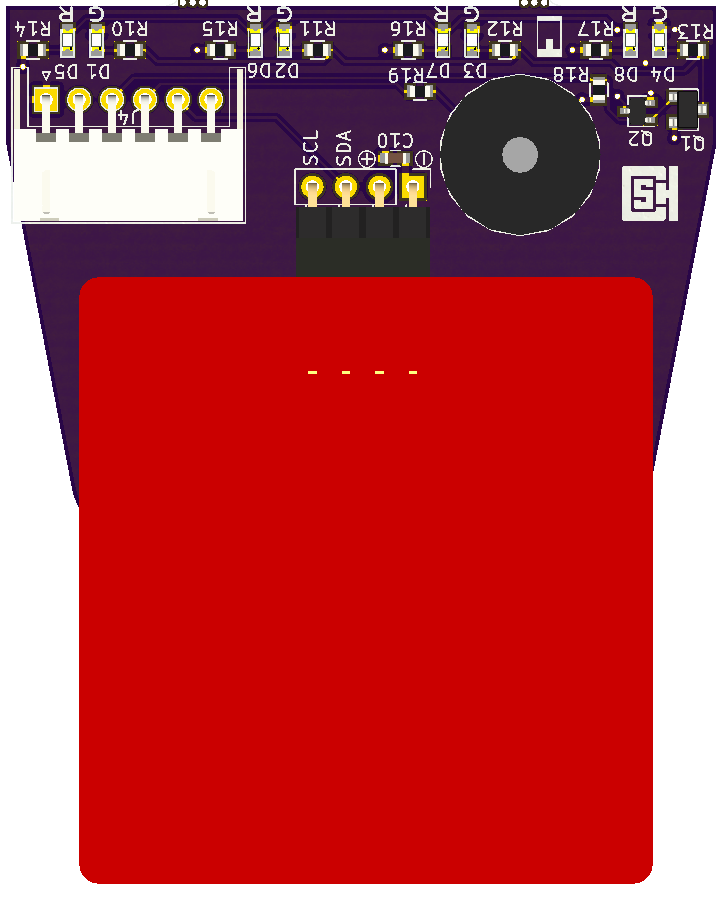 R14 R G R10 R15 R G R11 R16 R G R12 R17 R G R13
D5 D1 D6 D2 R19 D7 D3 R18 D8 D4
J4 Q2 Q1
SCL SDA C10